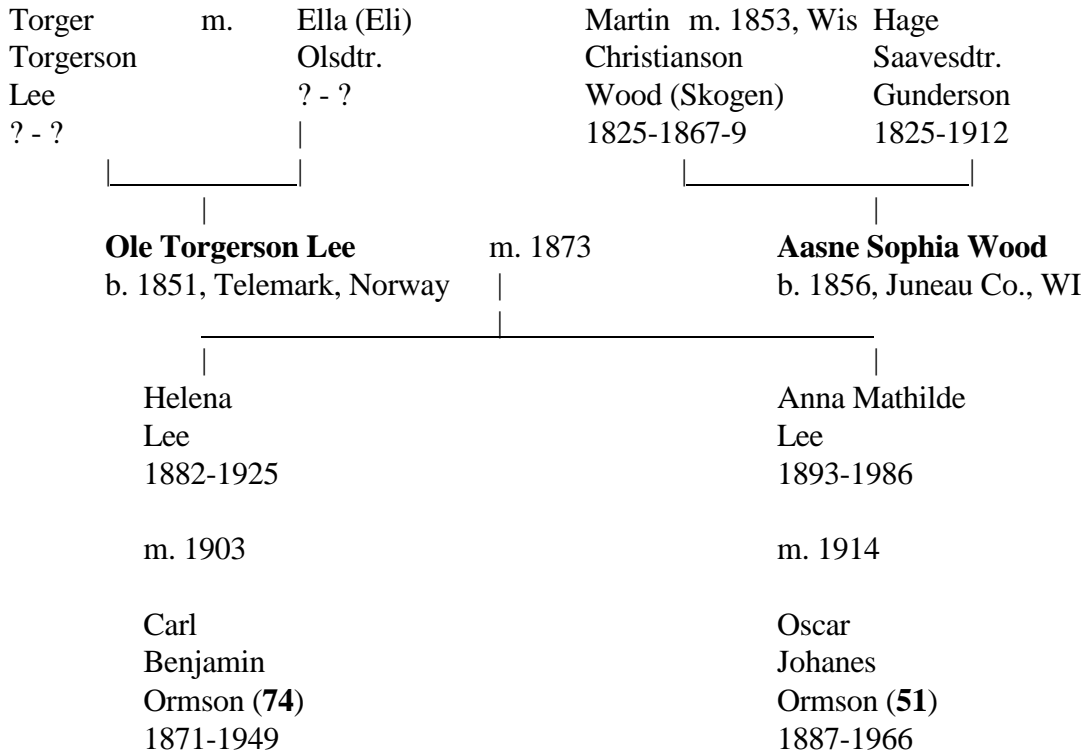 Torger m. Ella (Eli) Martin m. 1853, Wis Hage
Torgerson Olsdtr. Christianson Saavesdtr.
Lee ? - ? Wood (Skogen) Gunderson
? - ? 1825-1867-9 1825-1912
Ole Torgerson Lee m. 1873 Aasne Sophia Wood
b. 1851, Telemark, Norway b. 1856, Juneau Co., WI
Helena Anna Mathilde
Lee Lee
1882-1925 1893-1986
m. 1903 m. 1914
Carl Oscar
Benjamin Johanes
Ormson (74) Ormson (51)
1871-1949 1887-1966